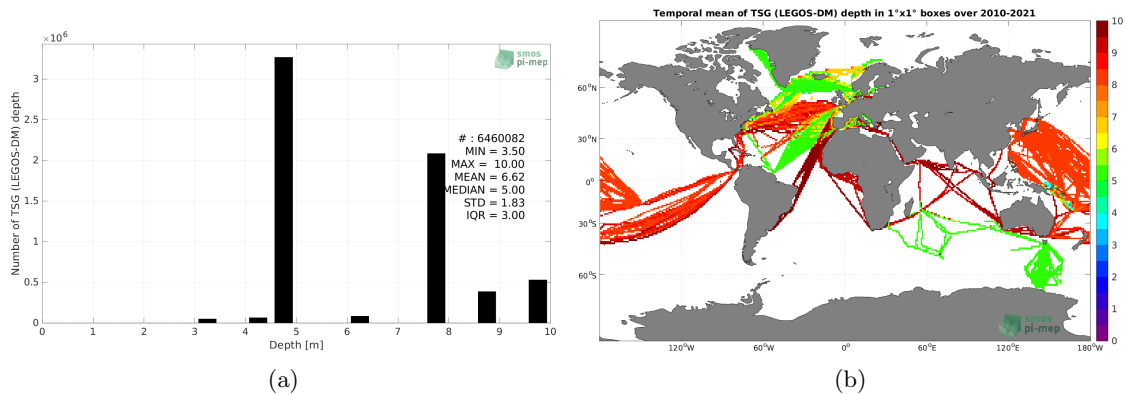 ×10⁶
3
2.5
2
1.5
1
0.5
0
Number of TSG (LEGOS-DM) depth
smos
pi-mep
# : 6460082
MIN = 3.50
MAX = 10.00
MEAN = 6.62
MEDIAN = 5.00
STD = 1.83
IQR = 3.00
0 1 2 3 4 5 6 7 8 9 10
Depth [m]
(a)
Temporal mean of TSG (LEGOS-DM) depth in 1°x1° boxes over 2010-2021
60°N
30°N
0°
30°S
60°S
120°W 60°W 0° 60°E 120°E 180°W
smos
pi-mep
10
9
8
7
6
5
4
3
2
1
0
(b)